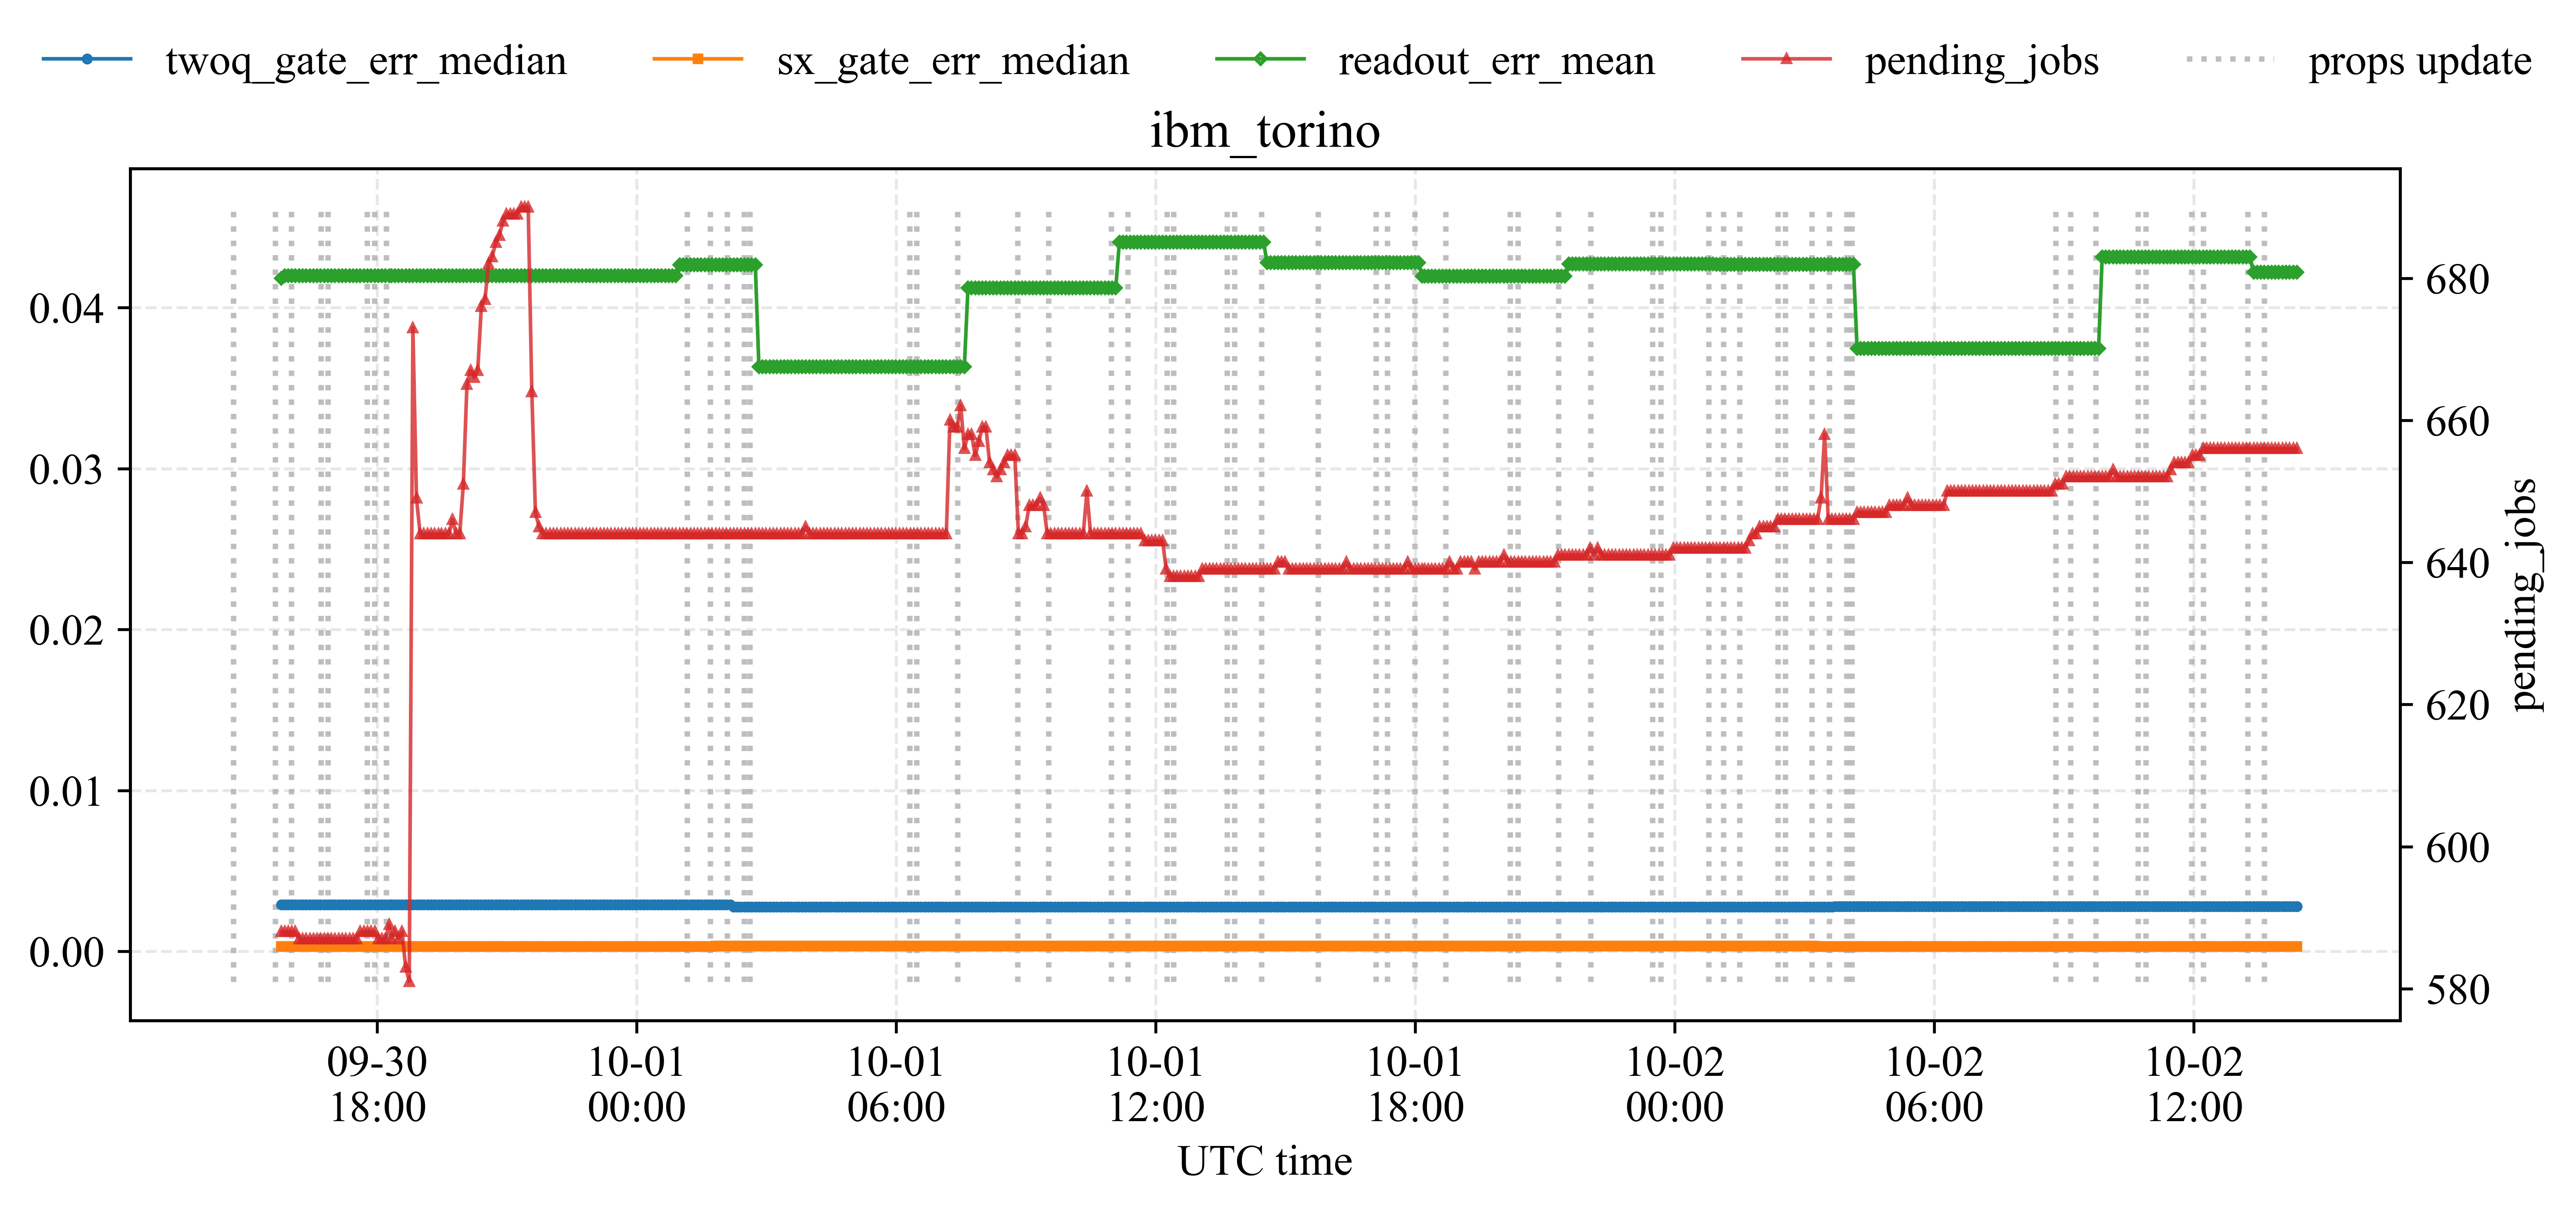 twoq_gate_err_median sx_gate_err_median readout_err_mean pending_jobs props update
ibm_torino
0.04
0.03
0.02
0.01
0.00
680
660
640
620
600
580
pending_jobs
09-30 10-01 10-01 10-01 10-01 10-02 10-02 10-02
18:00 00:00 06:00 12:00 18:00 00:00 06:00 12:00
UTC time